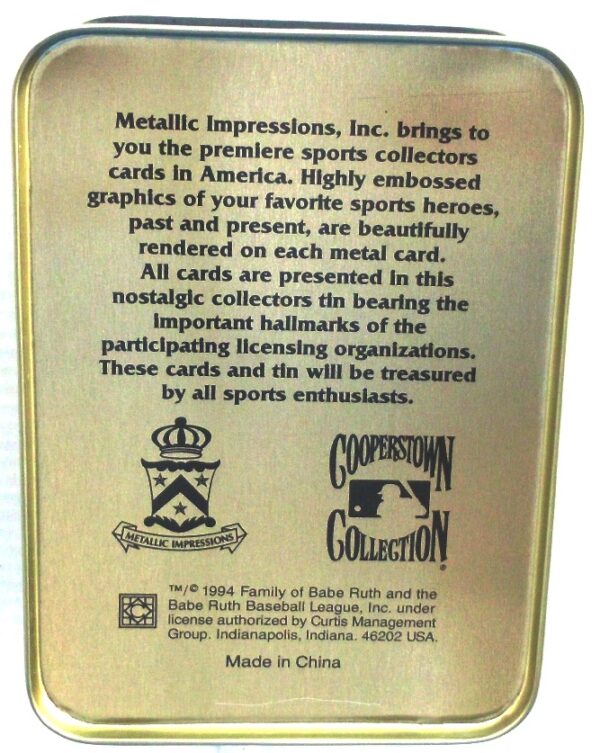 Metallic Impressions, Inc. brings to
you the premiere sports collectors
cards in America. Highly embossed
graphics of your favorite sports heroes,
past and present, are beautifully
rendered on each metal card.
All cards are presented in this
nostalgic collectors tin bearing the
important hallmarks of the
participating licensing organizations.
These cards and tin will be treasured
by all sports enthusiasts.
METALLIC IMPRESSIONS
COOPERSTOWN
COLLECTION®
™/© 1994 Family of Babe Ruth and the
Babe Ruth Baseball League, Inc. under
license authorized by Curtis Management
Group. Indianapolis, Indiana. 46202 USA.
Made in China